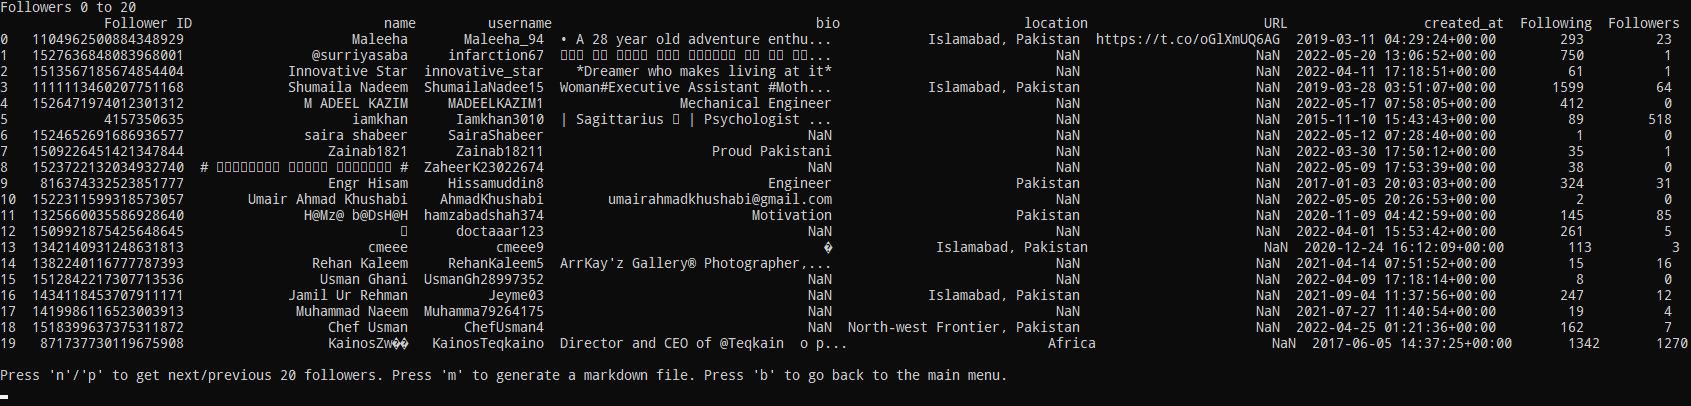 Followers 0 to 20
Follower ID name username bio location URL created_at Following Followers
0 1104962500884348929 Maleeha Maleeha_94 • A 28 year old adventure enthu... Islamabad, Pakistan https://t.co/oGlXmUQ6AG 2019-03-11 04:29:24+00:00 293 23
1 1527636848083968001 @surriyasaba infarction67 ... NaN NaN 2022-05-20 13:06:52+00:00 750 1
2 1513567185674854404 Innovative Star innovative_star *Dreamer who makes living at it* NaN NaN 2022-04-11 17:18:51+00:00 61 1
3 1111113460207751168 Shumaila Nadeem ShumailaNadee15 Woman#Executive Assistant #Moth... Islamabad, Pakistan NaN 2019-03-28 03:51:07+00:00 1599 64
4 1526471974012301312 M ADEEL KAZIM MADEELKAZIM1 Mechanical Engineer NaN NaN 2022-05-17 07:58:05+00:00 412 0
5 4157350635 iamkhan Iamkhan3010 | Sagittarius | Psychologist ... NaN NaN 2015-11-10 15:43:43+00:00 89 518
6 1524652691686936577 saira shabeer SairaShabeer NaN NaN NaN 2022-05-12 07:28:40+00:00 1 0
7 1509226451421347844 Zainab1821 Zainab18211 Proud Pakistani NaN NaN 2022-03-30 17:50:12+00:00 35 1
8 1523722132034932740 # # ZaheerK23022674 NaN NaN NaN 2022-05-09 17:53:39+00:00 38 0
9 816374332523851777 Engr Hisam Hissamuddin8 Engineer Pakistan NaN 2017-01-03 20:03:03+00:00 324 31
10 1522311599318573057 Umair Ahmad Khushabi AhmadKhushabi umairahmadkhushabi@gmail.com NaN NaN 2022-05-05 20:26:53+00:00 2 0
11 1325660035586928640 H@Mz@ b@DsH@H hamzabadshah374 Motivation Pakistan NaN 2020-11-09 04:42:59+00:00 145 85
12 1509921875425648645 doctaaar123 NaN NaN NaN 2022-04-01 15:53:42+00:00 261 5
13 1342140931248631813 cmeee cmeee9 � Islamabad, Pakistan NaN 2020-12-24 16:12:09+00:00 113 3
14 1382240116777787393 Rehan Kaleem RehanKaleem5 ArrKay'z Gallery® Photographer,... NaN NaN 2021-04-14 07:51:52+00:00 15 16
15 1512842217307713536 Usman Ghani UsmanGh28997352 NaN NaN NaN 2022-04-09 17:18:14+00:00 8 0
16 1434118453707911171 Jamil Ur Rehman Jeyme03 NaN Islamabad, Pakistan NaN 2021-09-04 11:37:56+00:00 247 12
17 1419986116523003913 Muhammad Naeem Muhamma79264175 NaN NaN NaN 2021-07-27 11:40:54+00:00 19 4
18 1518399637375311872 Chef Usman ChefUsman4 NaN North-west Frontier, Pakistan NaN 2022-04-25 01:21:36+00:00 162 7
19 871737730119675908 KainosZw�� KainosTeqkaino Director and CEO of @Teqkain o p... Africa NaN 2017-06-05 14:37:25+00:00 1342 1270
Press 'n'/'p' to get next/previous 20 followers. Press 'm' to generate a markdown file. Press 'b' to go back to the main menu.